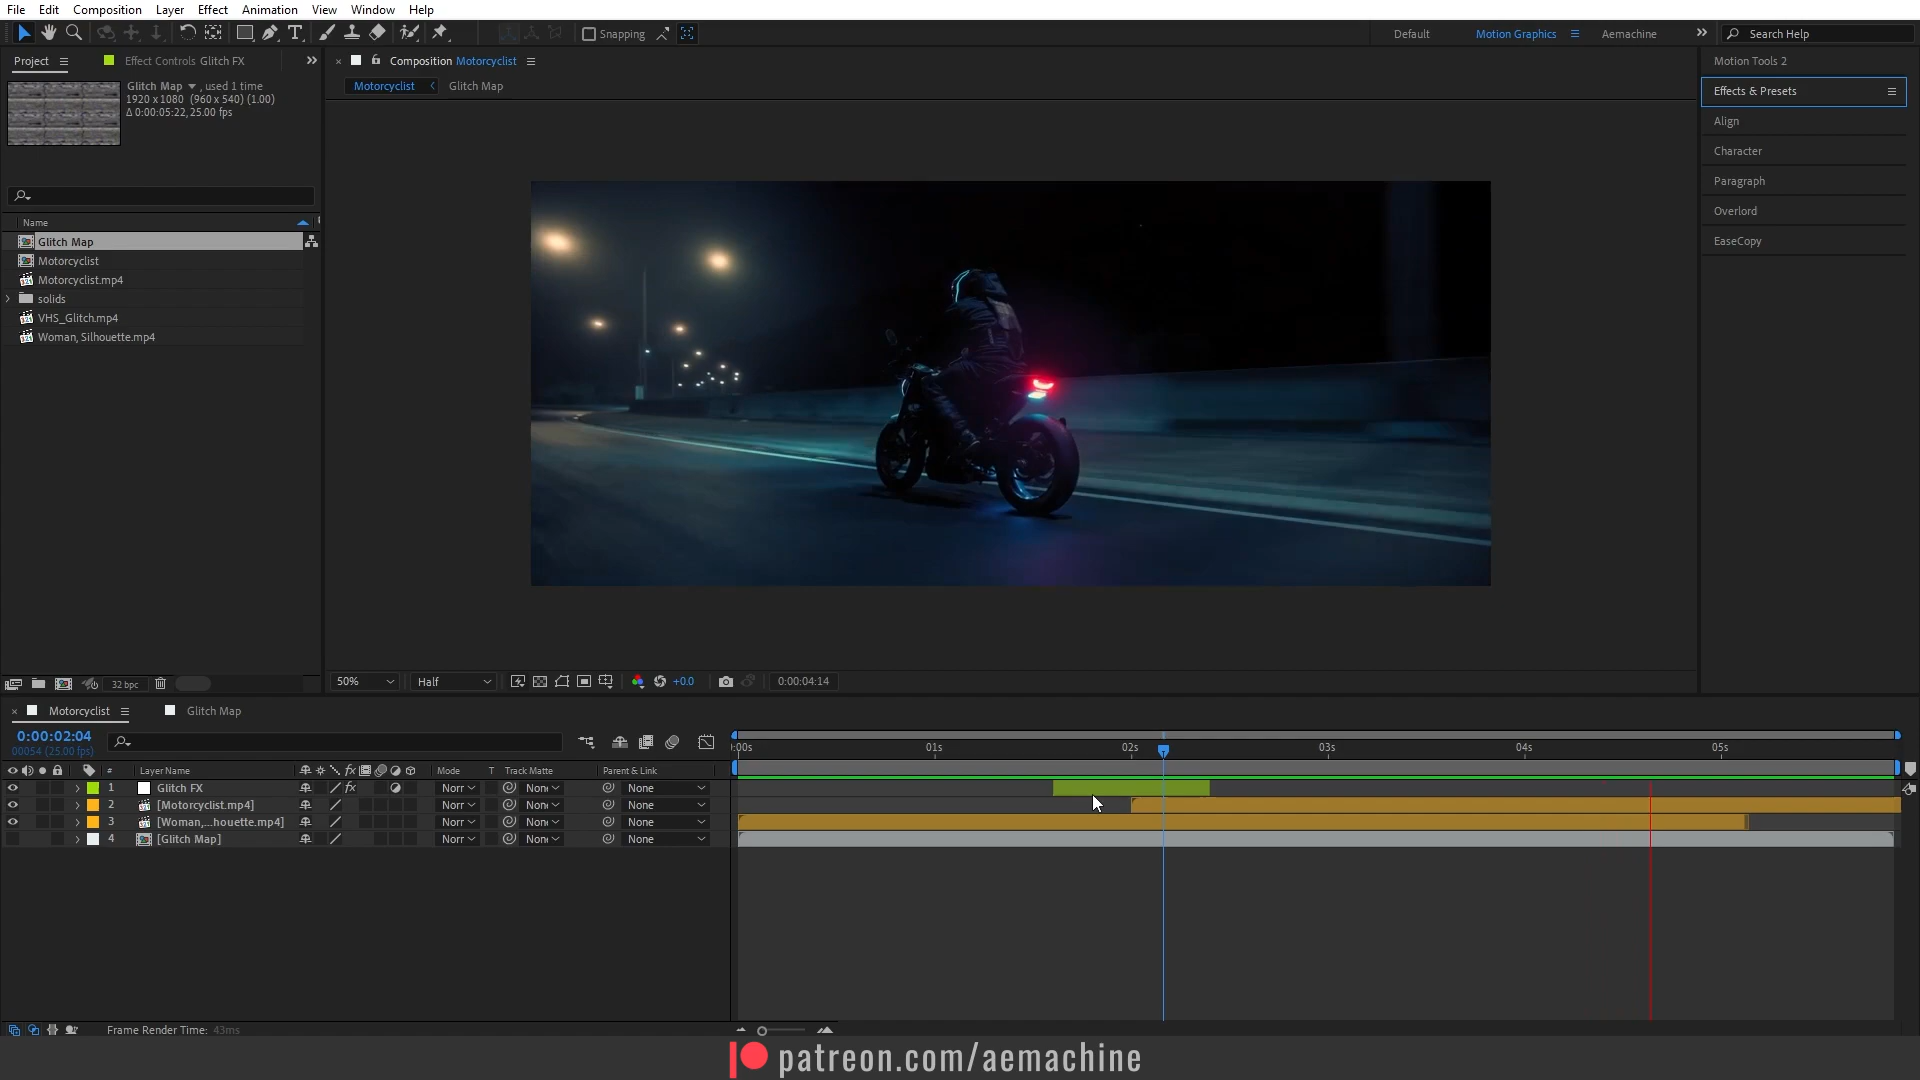 File Edit Composition Layer Effect Animation View Window Help
Snapping Default Motion Graphics Aemachine Search Help
Project Effect Controls Glitch FX
Glitch Map , used 1 time
1920 x 1080 (960 x 540) (1.00)
Δ 0:00:05:22, 25.00 fps
Name
Glitch Map
Motorcyclist
Motorcyclist.mp4
solids
VHS_Glitch.mp4
Woman, Silhouette.mp4
32 bpc
Composition Motorcyclist
Motorcyclist Glitch Map
50% Half +0.0 0:00:04:14
Motion Tools 2
Effects & Presets
Align
Character
Paragraph
Overlord
EaseCopy
Motorcyclist Glitch Map
0:00:02:04
00054 (25.00 fps)
# Layer Name Mode T Track Matte Parent & Link
:00s 01s 02s 03s 04s 05s
1 Glitch FX Norr None None
2 [Motorcyclist.mp4] Norr None None
3 [Woman,...houette.mp4] Norr None None
4 [Glitch Map] Norr None None
Frame Render Time: 43ms
patreon.com/aemachine